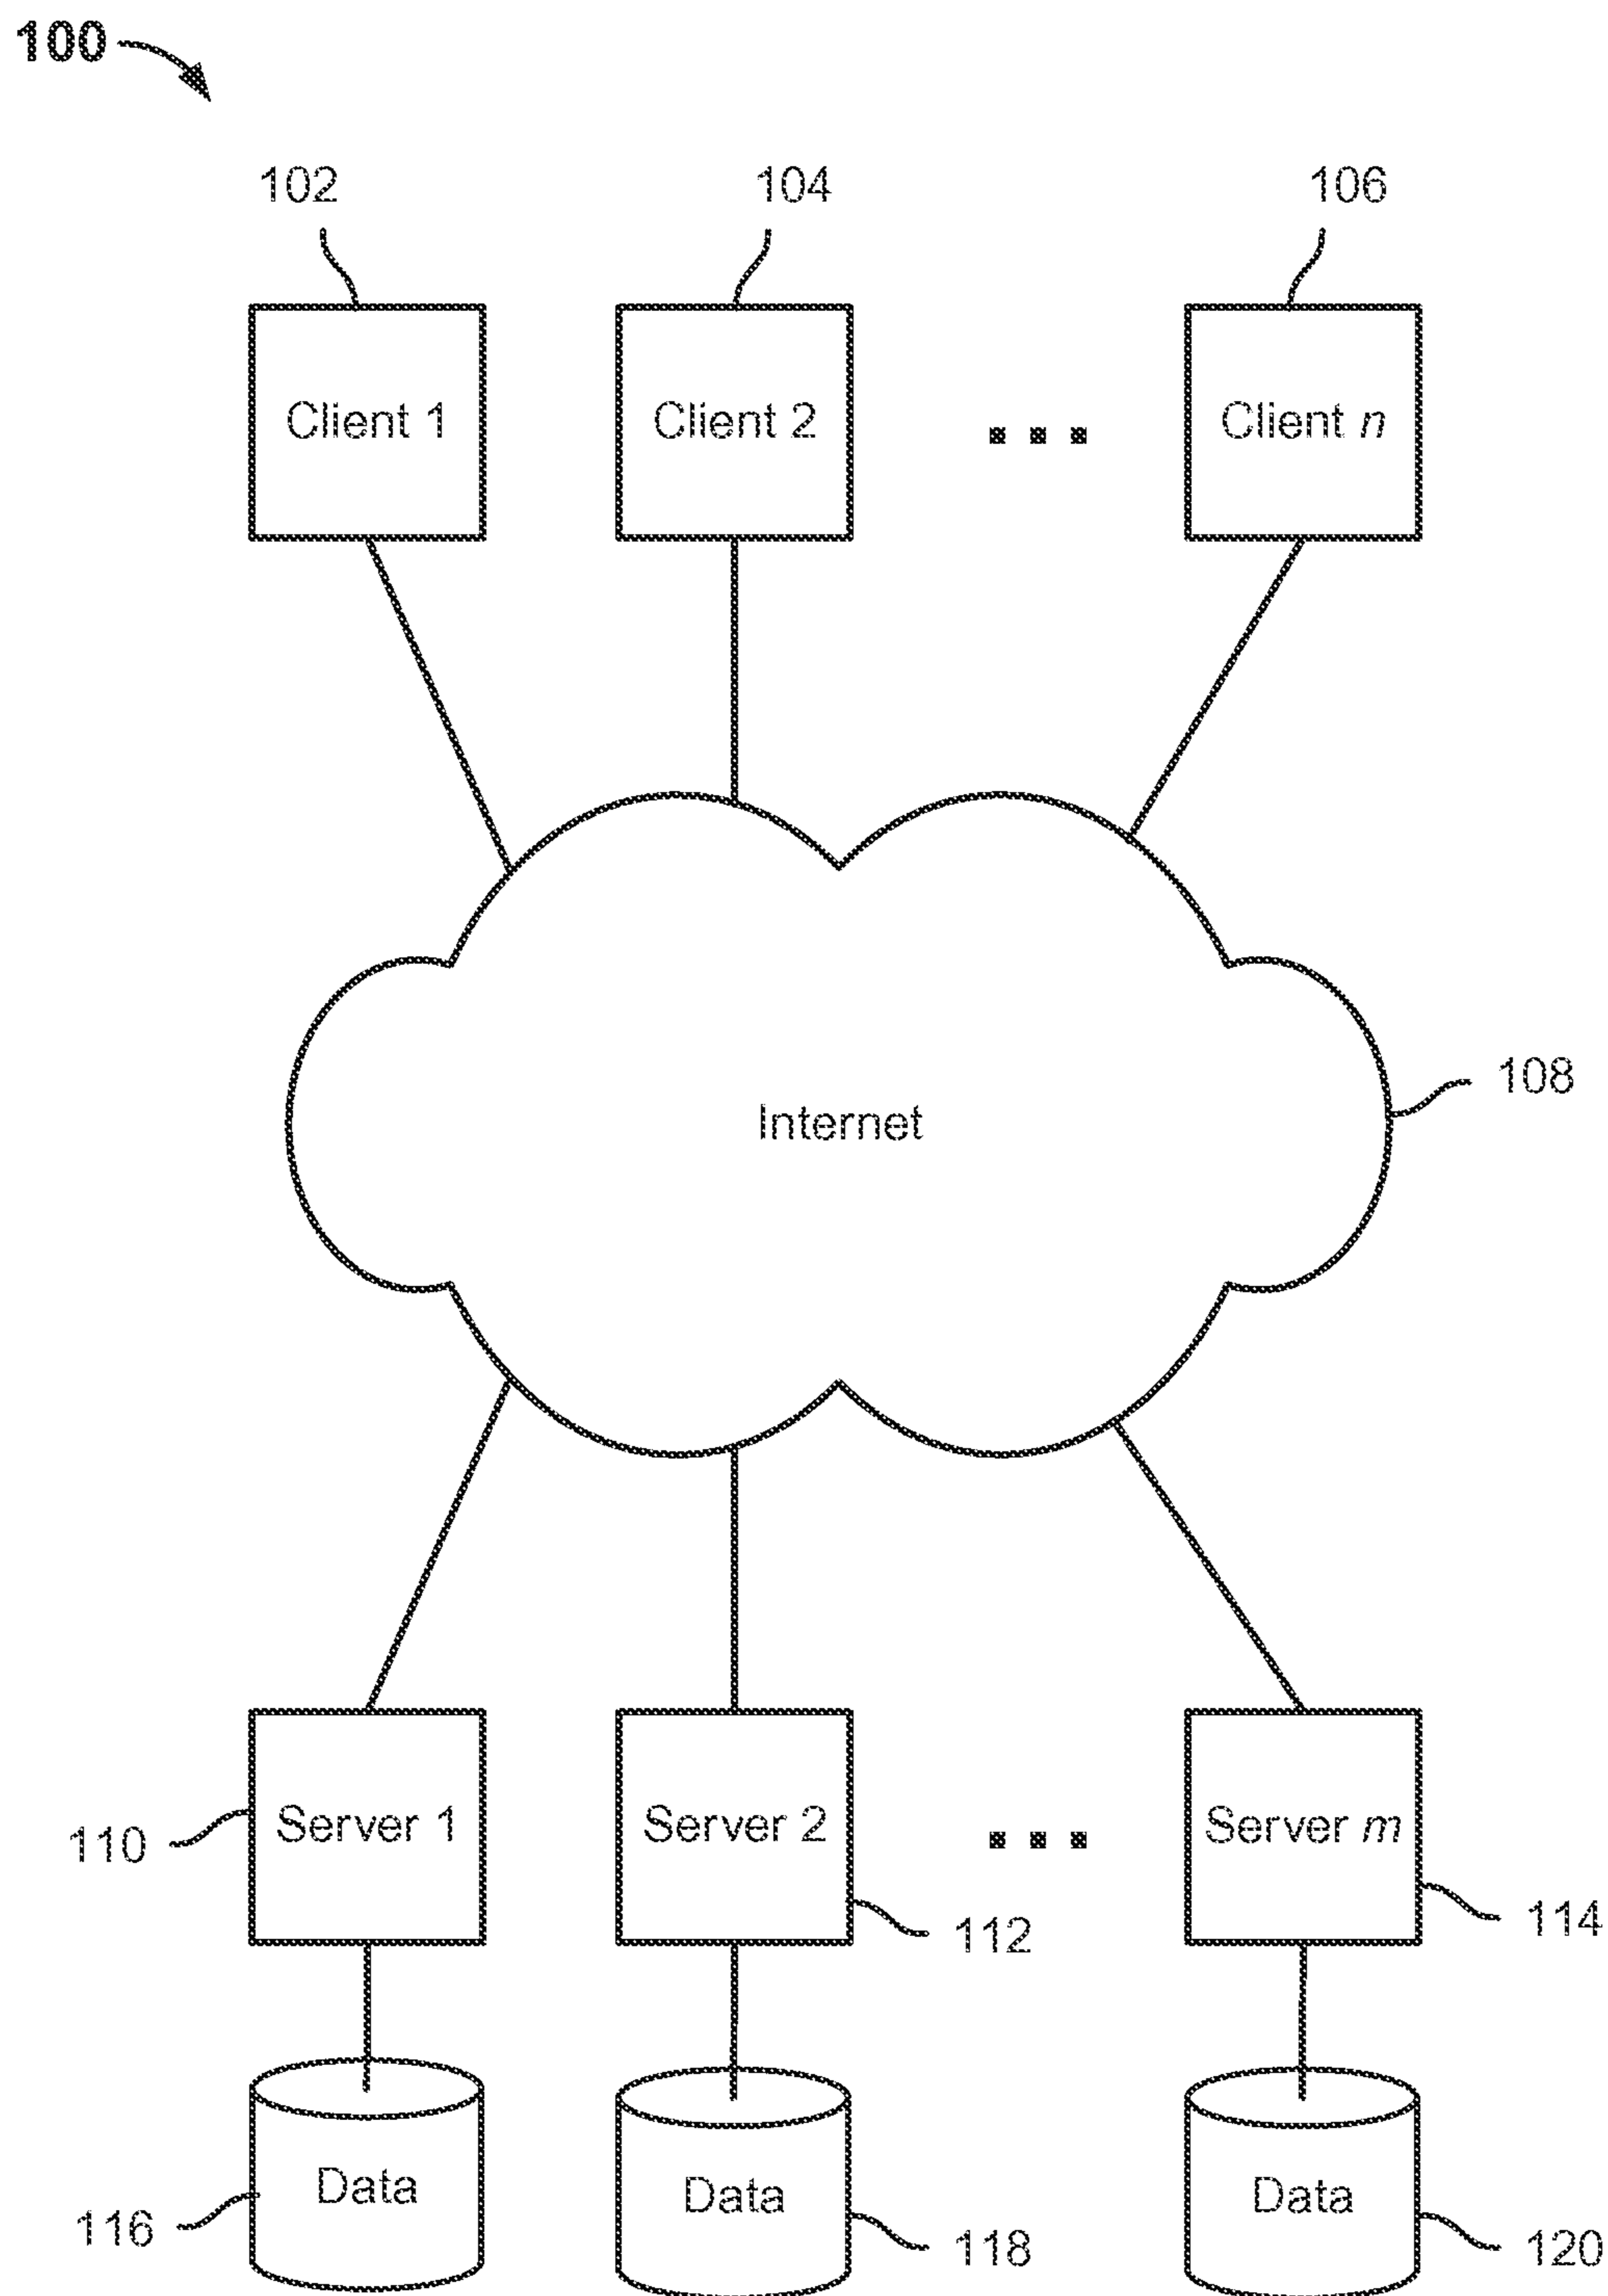 100
102 104 106
Client 1 Client 2 ... Client n
Internet
108
Server 1 Server 2 ... Server m
110 112 114
Data Data Data
116 118 120